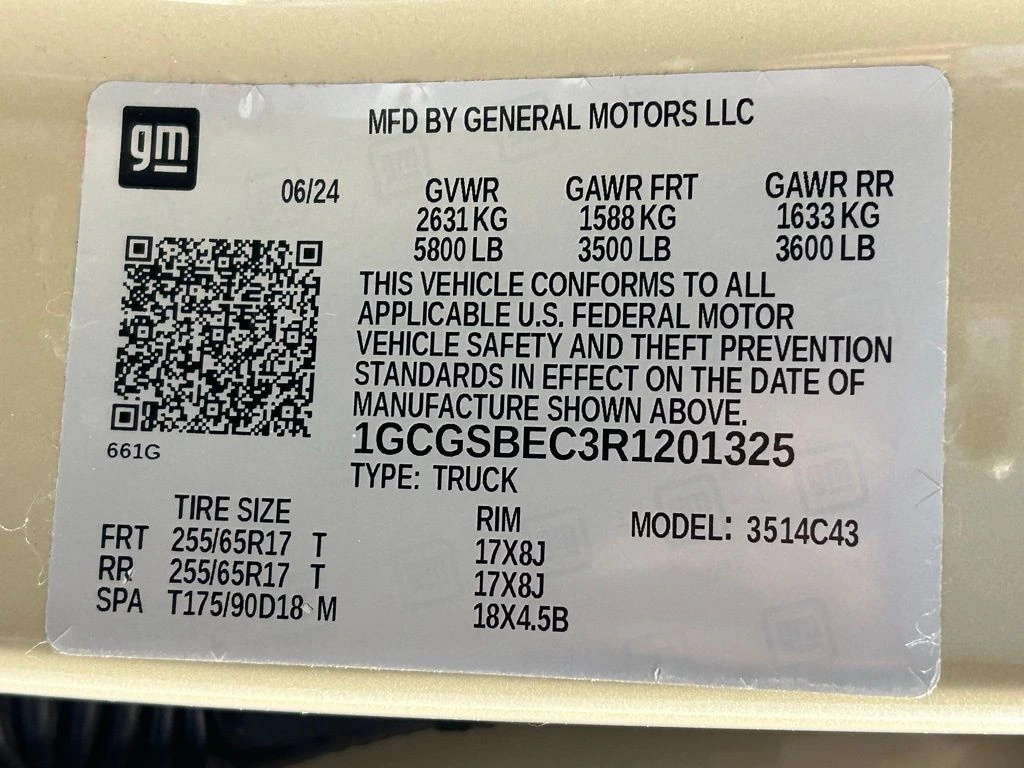 gm
MFD BY GENERAL MOTORS LLC
06/24
GVWR GAWR FRT GAWR RR
2631 KG 1588 KG 1633 KG
5800 LB 3500 LB 3600 LB
THIS VEHICLE CONFORMS TO ALL
APPLICABLE U.S. FEDERAL MOTOR
VEHICLE SAFETY AND THEFT PREVENTION
STANDARDS IN EFFECT ON THE DATE OF
MANUFACTURE SHOWN ABOVE.
661G
1GCGSBEC3R1201325
TYPE: TRUCK
TIRE SIZE RIM MODEL: 3514C43
FRT 255/65R17 T 17X8J
RR 255/65R17 T 17X8J
SPA T175/90D18 M 18X4.5B